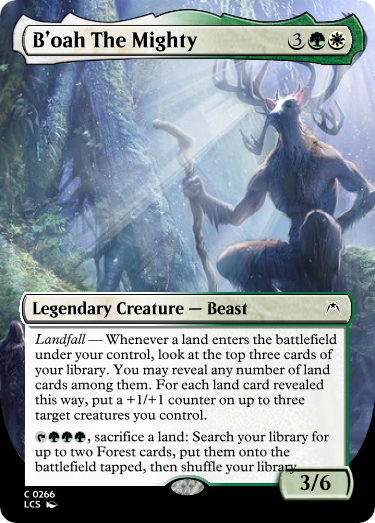 B'oah The Mighty 3
Legendary Creature — Beast
Landfall — Whenever a land enters the battlefield
under your control, look at the top three cards of
your library. You may reveal any number of land
cards among them. For each land card revealed
this way, put a +1/+1 counter on up to three
target creatures you control.
, sacrifice a land: Search your library for
up to two Forest cards, put them onto the
battlefield tapped, then shuffle your library.
3/6
C 0266
LCS